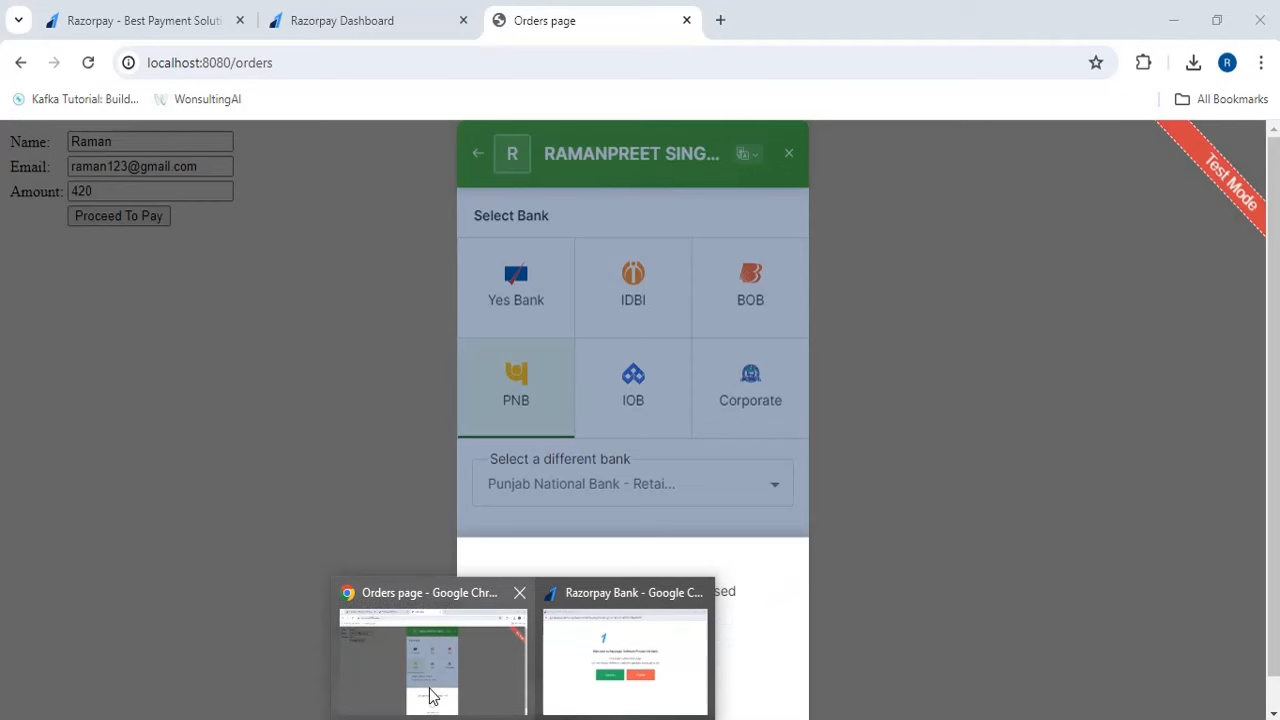 Razorpay - Best Payment Soluti
Razorpay Dashboard
Orders page
localhost:8080/orders
R
Kafka Tutorial: Build...
WonsultingAI
All Bookmarks
Name: Raman
Email: raman123@gmail.com
Amount: 420
Proceed To Pay
R
RAMANPREET SING...
Test Mode
Select Bank
Yes Bank
IDBI
BOB
PNB
IOB
Corporate
Select a different bank
Punjab National Bank - Retai...
sed
Orders page - Google Chr...
Razorpay Bank - Google C...